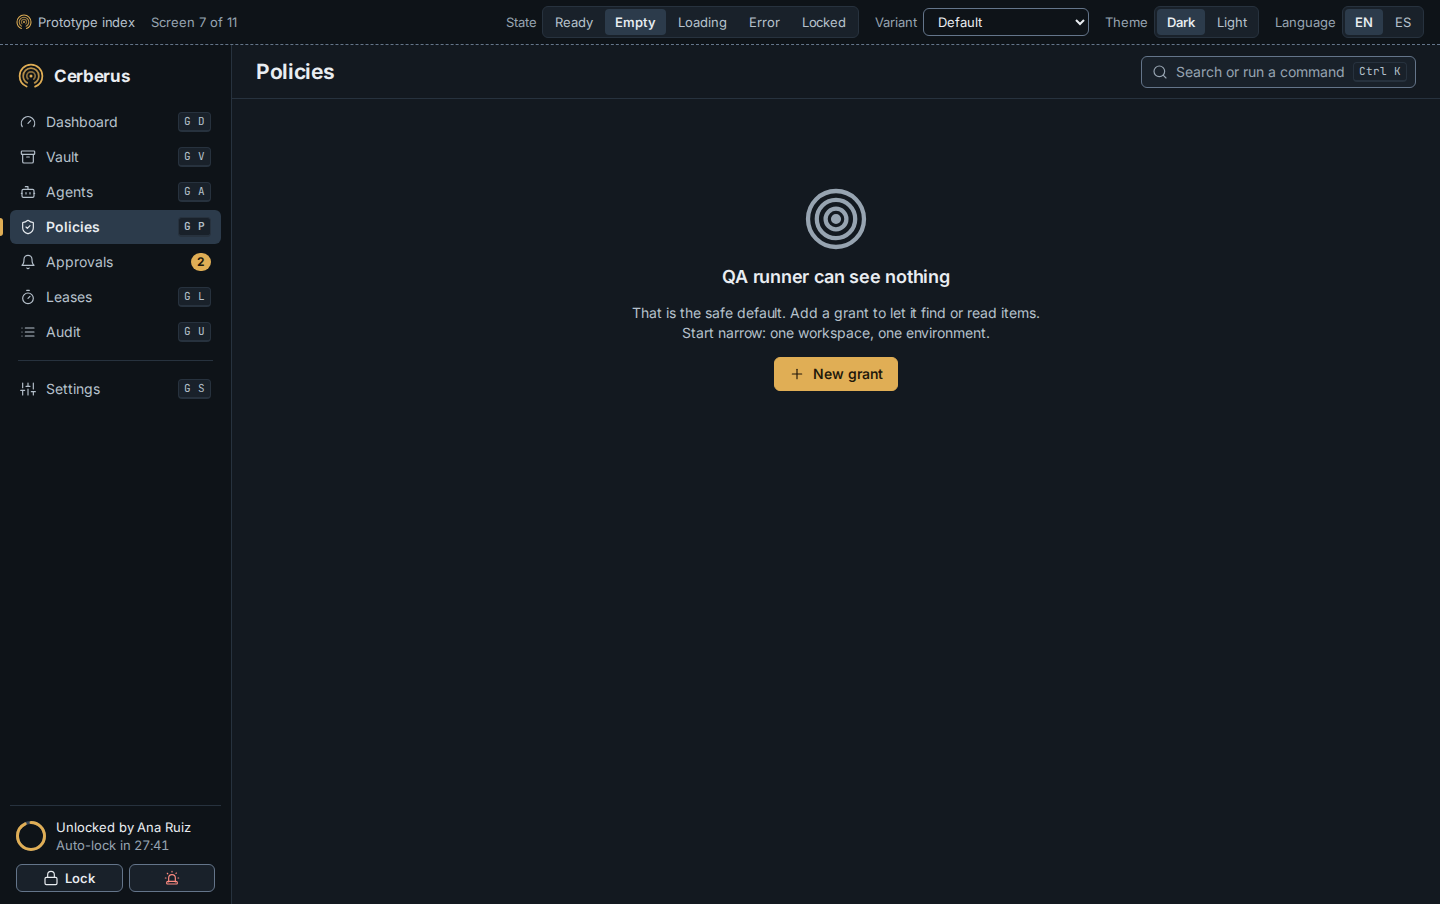 Prototype index Screen 7 of 11 State Ready Empty Loading Error Locked Variant Default Theme Dark Light Language EN ES
Cerberus
Policies
Search or run a command Ctrl K
Dashboard G D
Vault G V
Agents G A
Policies G P
Approvals 2
Leases G L
Audit G U
Settings G S
QA runner can see nothing
That is the safe default. Add a grant to let it find or read items.
Start narrow: one workspace, one environment.
New grant
Unlocked by Ana Ruiz
Auto-lock in 27:41
Lock